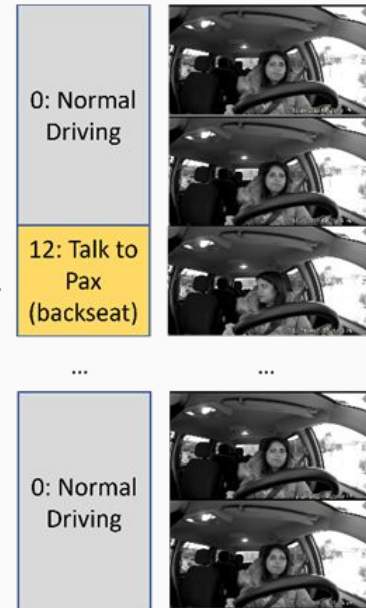 0: Normal
Driving
12: Talk to
Pax
(backseat)
...
...
0: Normal
Driving